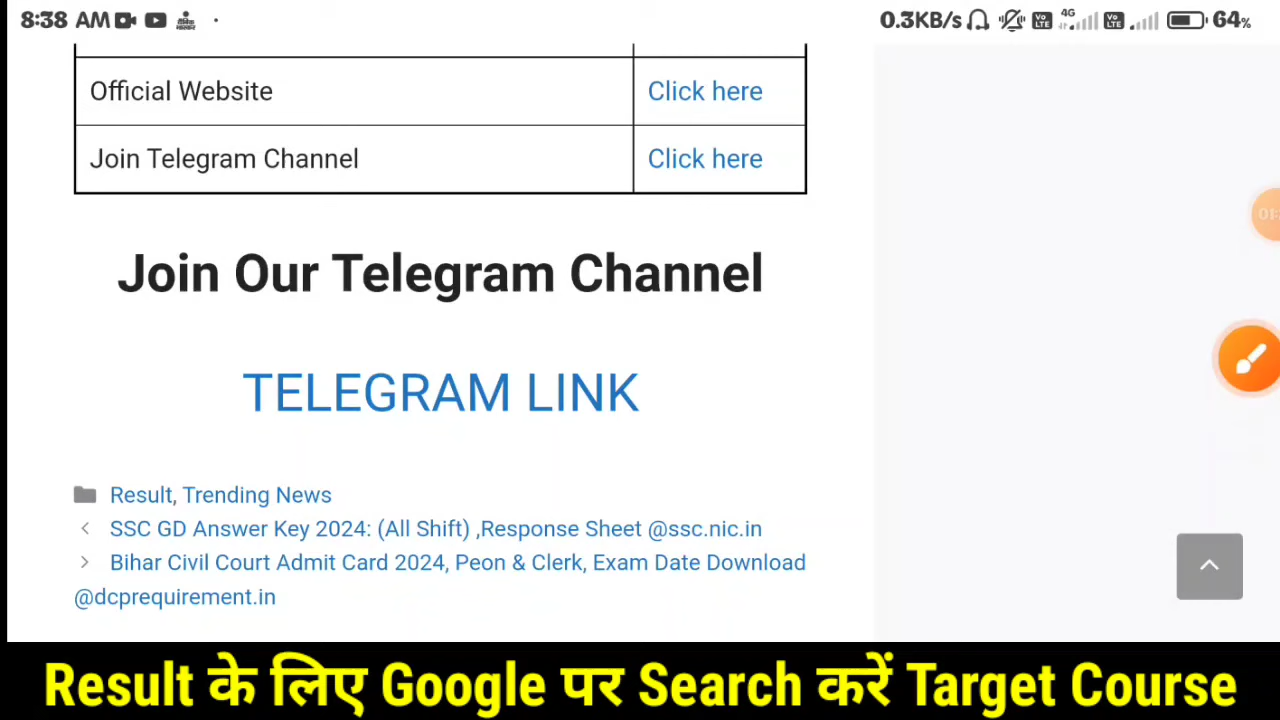 8:38 AM
0.3KB/s
4G
64%
Official Website
Click here
Join Telegram Channel
Click here
Join Our Telegram Channel
TELEGRAM LINK
Result, Trending News
SSC GD Answer Key 2024: (All Shift) ,Response Sheet @ssc.nic.in
Bihar Civil Court Admit Card 2024, Peon & Clerk, Exam Date Download
@dcprequirement.in
Result के लिए Google पर Search करें Target Course